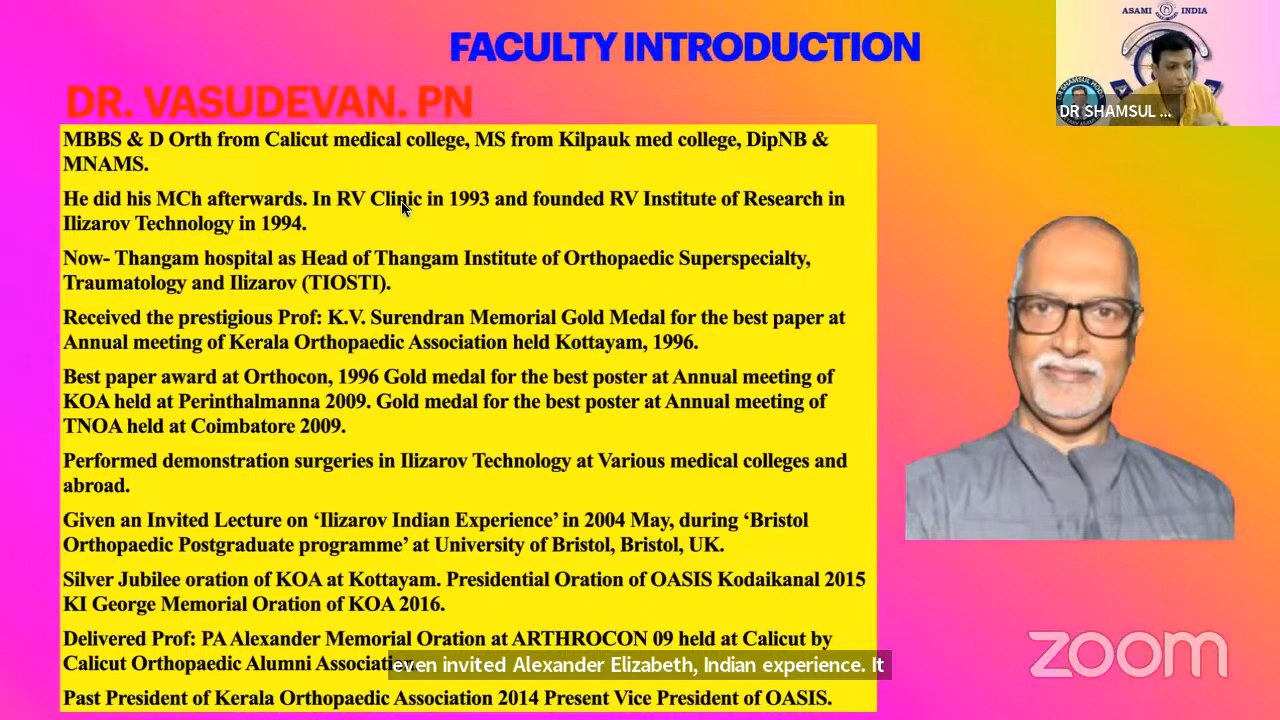 FACULTY INTRODUCTION
ASAMI INDIA
DR SHAMSUL HODA
DR SHAMSUL ...
DR. VASUDEVAN. PN
MBBS & D Orth from Calicut medical college, MS from Kilpauk med college, DipNB &
MNAMS.
He did his MCh afterwards. In RV Clinic in 1993 and founded RV Institute of Research in
Ilizarov Technology in 1994.
Now- Thangam hospital as Head of Thangam Institute of Orthopaedic Superspecialty,
Traumatology and Ilizarov (TIOSTI).
Received the prestigious Prof: K.V. Surendran Memorial Gold Medal for the best paper at
Annual meeting of Kerala Orthopaedic Association held Kottayam, 1996.
Best paper award at Orthocon, 1996 Gold medal for the best poster at Annual meeting of
KOA held at Perinthalmanna 2009. Gold medal for the best poster at Annual meeting of
TNOA held at Coimbatore 2009.
Performed demonstration surgeries in Ilizarov Technology at Various medical colleges and
abroad.
Given an Invited Lecture on ‘Ilizarov Indian Experience’ in 2004 May, during ‘Bristol
Orthopaedic Postgraduate programme’ at University of Bristol, Bristol, UK.
Silver Jubilee oration of KOA at Kottayam. Presidential Oration of OASIS Kodaikanal 2015
KI George Memorial Oration of KOA 2016.
Delivered Prof: PA Alexander Memorial Oration at ARTHROCON 09 held at Calicut by
Calicut Orthopaedic Alumni
even invited Alexander Elizabeth, Indian experience. It
Past President of Kerala Orthopaedic Association 2014 Present Vice President of OASIS.
zoom